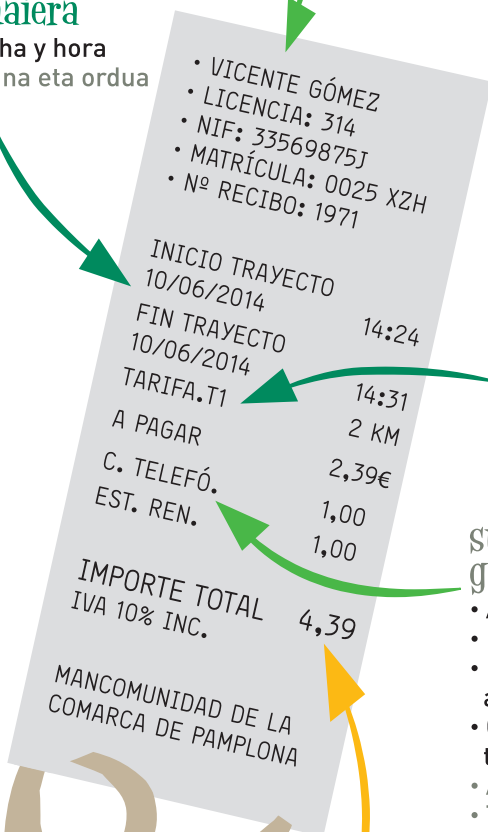 ha y hora
na eta ordua
• VICENTE GÓMEZ
• LICENCIA: 314
• NIF: 33569875J
• MATRÍCULA: 0025 XZH
• Nº RECIBO: 1971
INICIO TRAYECTO
10/06/2014 14:24
FIN TRAYECTO
10/06/2014 14:31
TARIFA.T1 2 KM
A PAGAR 2,39€
C. TELEFÓ. 1,00
EST. REN. 1,00
IMPORTE TOTAL 4,39
IVA 10% INC.
MANCOMUNIDAD DE LA
COMARCA DE PAMPLONA